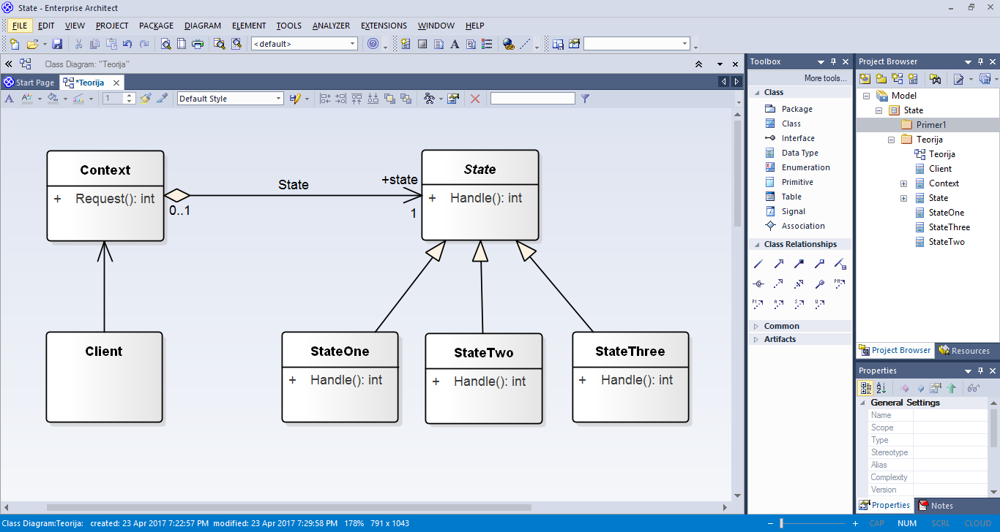 State - Enterprise Architect
FILE EDIT VIEW PROJECT PACKAGE DIAGRAM ELEMENT TOOLS ANALYZER EXTENSIONS WINDOW HELP
<default>
Class Diagram: "Teorija"
Start Page *Teorija
1 Default Style
Context
+ Request(): int
State
+state
0..1
1
State
+ Handle(): int
Client
StateOne
+ Handle(): int
StateTwo
+ Handle(): int
StateThree
+ Handle(): int
Toolbox
More tools...
Class
Package
Class
Interface
Data Type
Enumeration
Primitive
Table
Signal
Association
Class Relationships
Common
Artifacts
Project Browser
Model
State
Primer1
Teorija
Teorija
Client
Context
State
StateOne
StateThree
StateTwo
Project Browser Resources
Properties
General Settings
Name
Scope
Type
Stereotype
Alias
Complexity
Version
Properties Notes
Class Diagram:Teorija: created: 23 Apr 2017 7:22:57 PM modified: 23 Apr 2017 7:29:58 PM 178% 791 x 1043
CAP NUM SCRL CLOUD